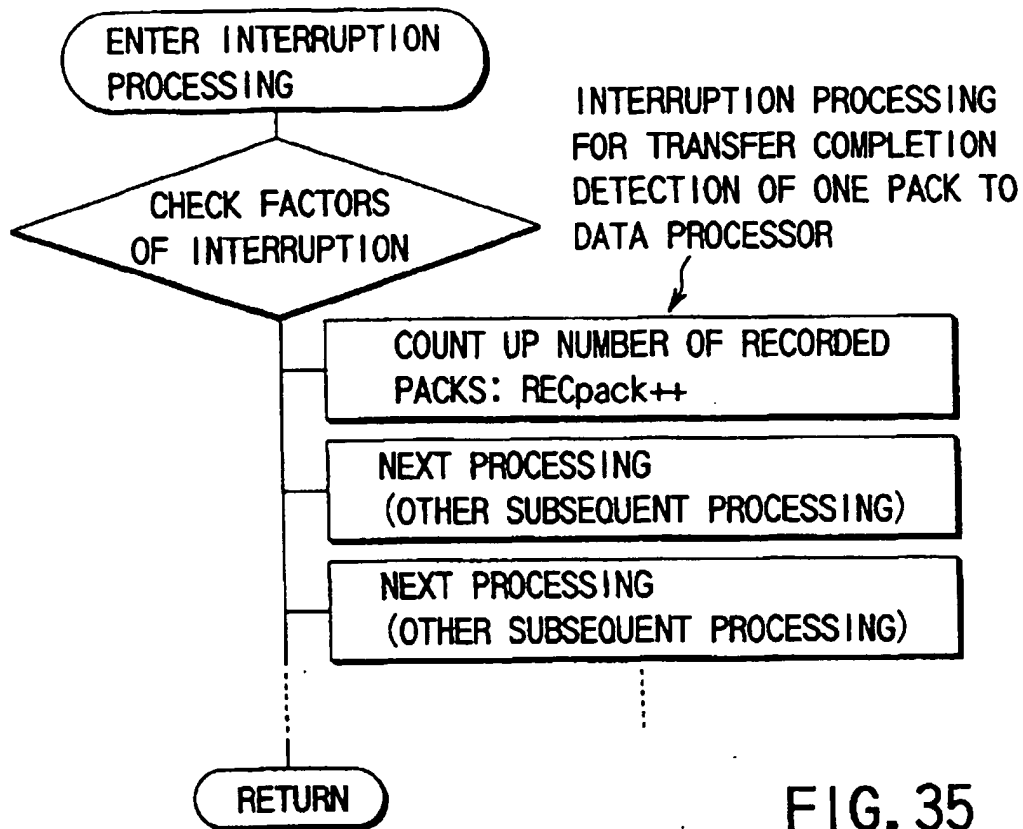 ENTER INTERRUPTION
PROCESSING
INTERRUPTION PROCESSING
FOR TRANSFER COMPLETION
DETECTION OF ONE PACK TO
DATA PROCESSOR
CHECK FACTORS
OF INTERRUPTION
COUNT UP NUMBER OF RECORDED
PACKS: RECpack++
NEXT PROCESSING
(OTHER SUBSEQUENT PROCESSING)
NEXT PROCESSING
(OTHER SUBSEQUENT PROCESSING)
RETURN
FIG. 35